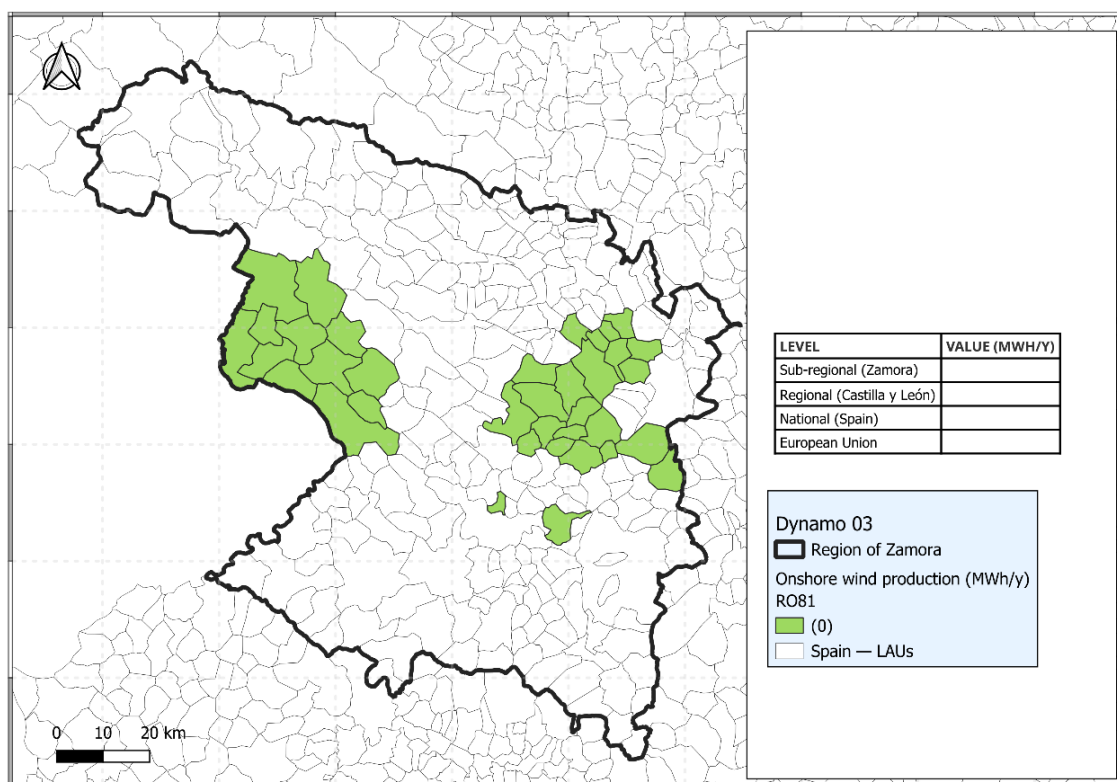 LEVEL VALUE (MWH/Y)
Sub-regional (Zamora)
Regional (Castilla y León)
National (Spain)
European Union
Dynamo 03
Region of Zamora
Onshore wind production (MWh/y)
RO81
(0)
Spain — LAUs
0 10 20 km